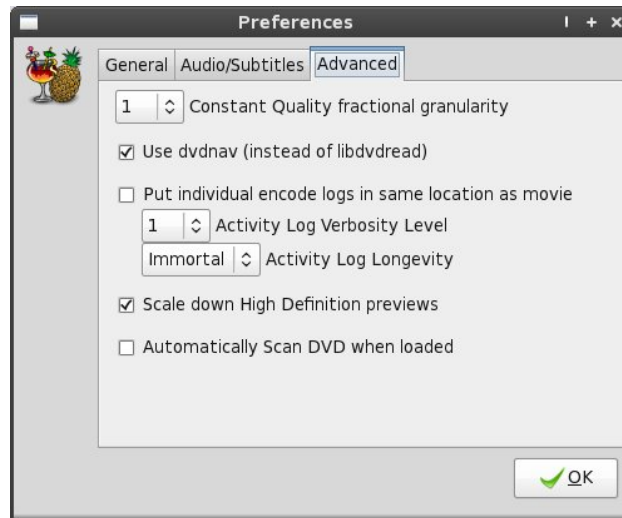 Preferences
General Audio/Subtitles Advanced
1 Constant Quality fractional granularity
Use dvdnav (instead of libdvdread)
Put individual encode logs in same location as movie
1 Activity Log Verbosity Level
Immortal Activity Log Longevity
Scale down High Definition previews
Automatically Scan DVD when loaded
OK